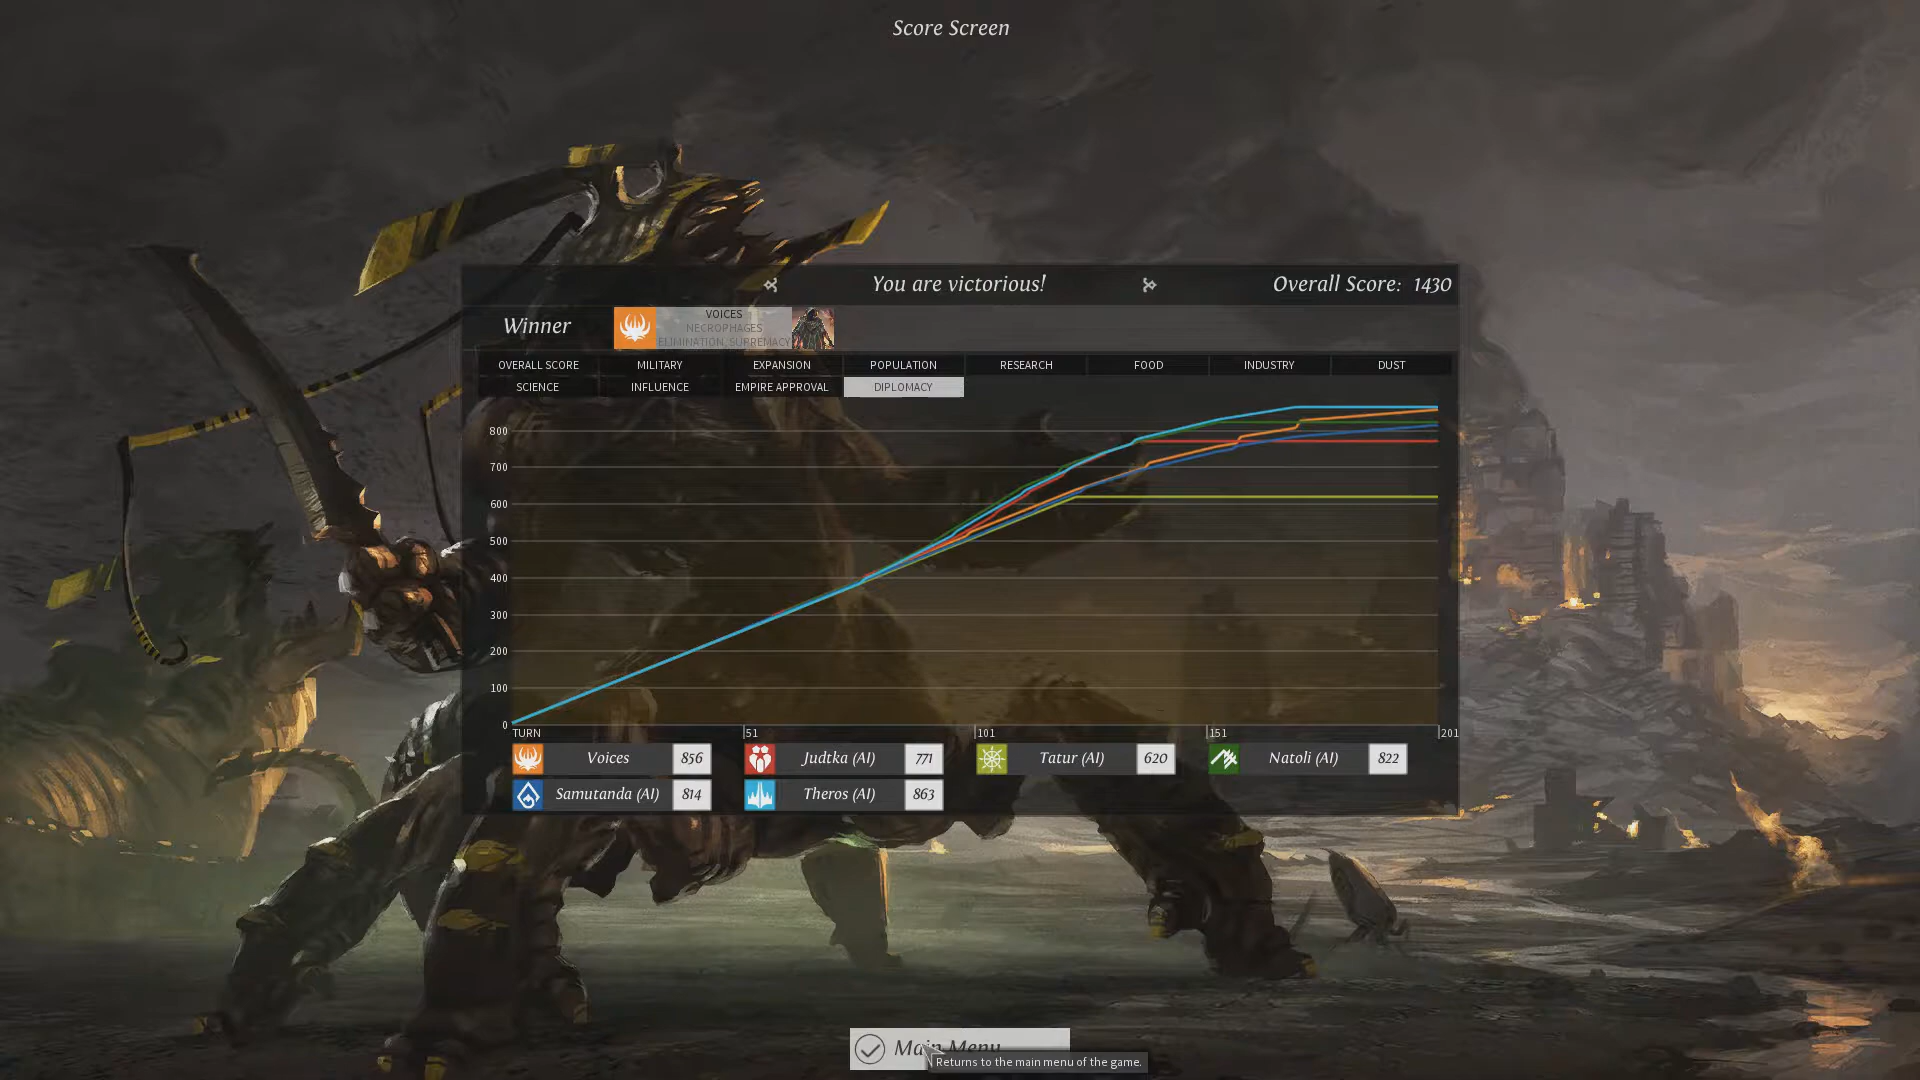 Score Screen
You are victorious!
Overall Score: 1430
Winner
VOICES
NECROPHAGES
ELIMINATION, SUPREMACY
OVERALL SCORE MILITARY EXPANSION POPULATION RESEARCH FOOD INDUSTRY DUST
SCIENCE INFLUENCE EMPIRE APPROVAL DIPLOMACY
800
700
600
500
400
300
200
100
0
TURN 51 101 151 201
Voices 856 Judtka (AI) 771 Tatur (AI) 620 Natoli (AI) 822
Samutanda (AI) 814 Theros (AI) 863
Main Menu
Returns to the main menu of the game.